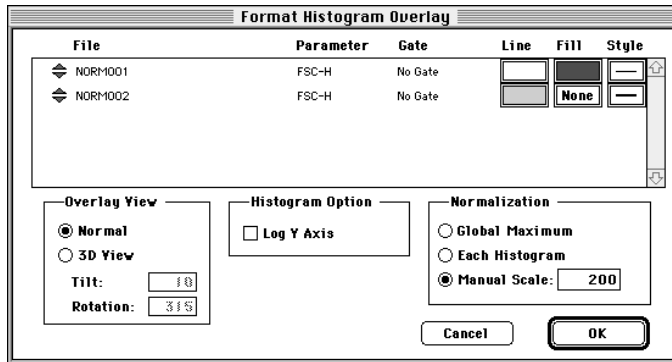 Format Histogram Overlay
File Parameter Gate Line Fill Style
NORM001 FSC-H No Gate
NORM002 FSC-H No Gate None
Overlay View
Normal
3D View
Tilt: 10
Rotation: 315
Histogram Option
Log Y Axis
Normalization
Global Maximum
Each Histogram
Manual Scale: 200
Cancel OK